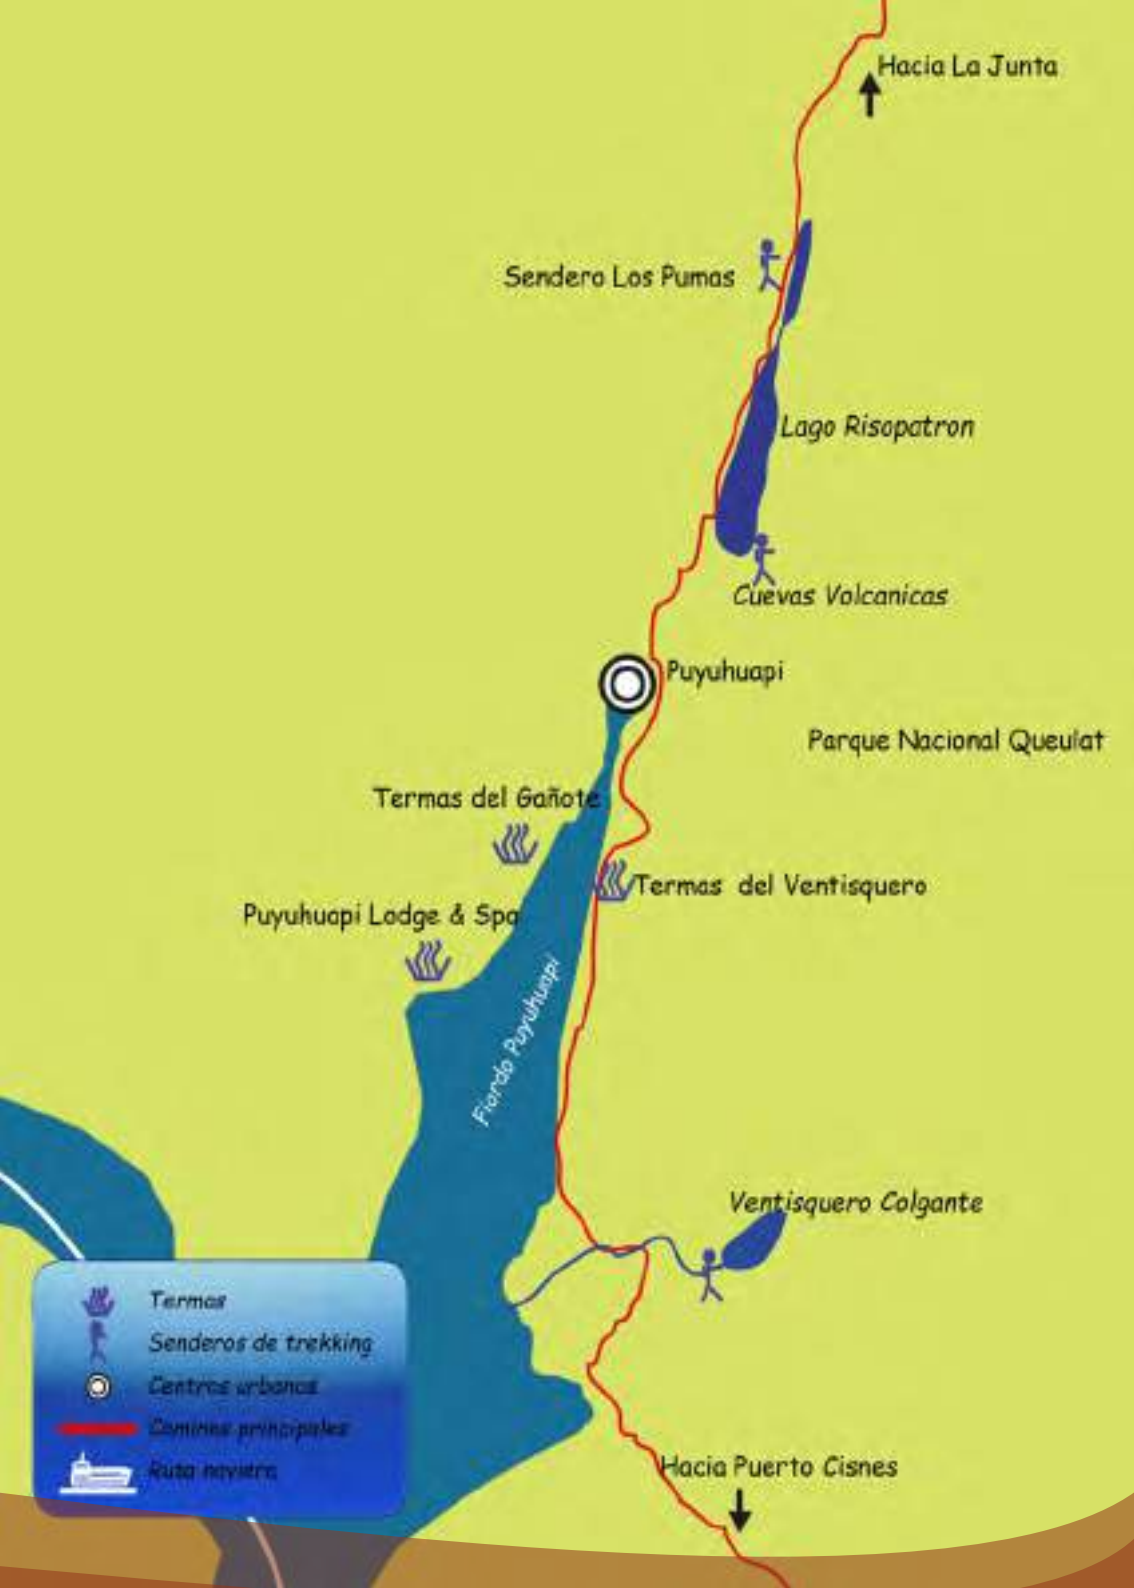 Hacia La Junta
Sendero Los Pumas
Lago Risopatron
Cuevas Volcanicas
Puyuhuapi
Parque Nacional Queulat
Termas del Gañote
Termas del Ventisquero
Puyuhuapi Lodge & Spa
Fiordo Puyuhuapi
Ventisquero Colgante
Termas
Senderos de trekking
Centros urbanos
Caminos principales
Ruta naviera
Hacia Puerto Cisnes